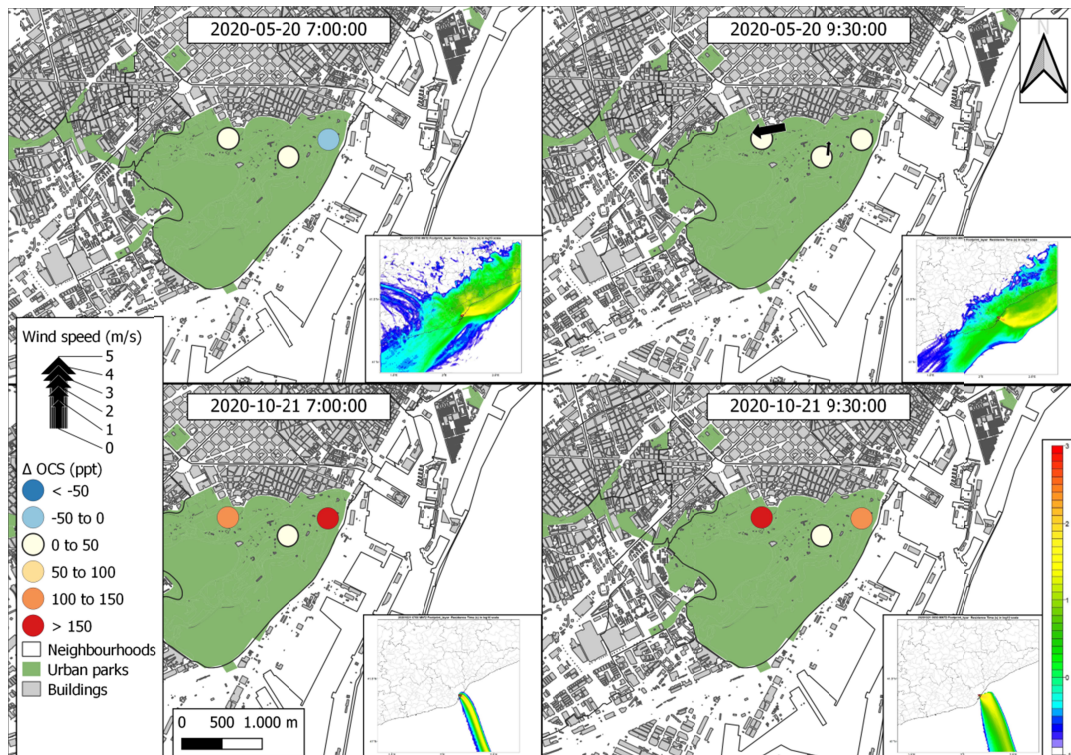 2020-05-20 7:00:00
2020-05-20 9:30:00
N
Wind speed (m/s)
5
4
3
2
1
0
Δ OCS (ppt)
< -50
-50 to 0
0 to 50
50 to 100
100 to 150
> 150
Neighbourhoods
Urban parks
Buildings
2020-10-21 7:00:00
2020-10-21 9:30:00
0 500 1.000 m
3
2
1
0